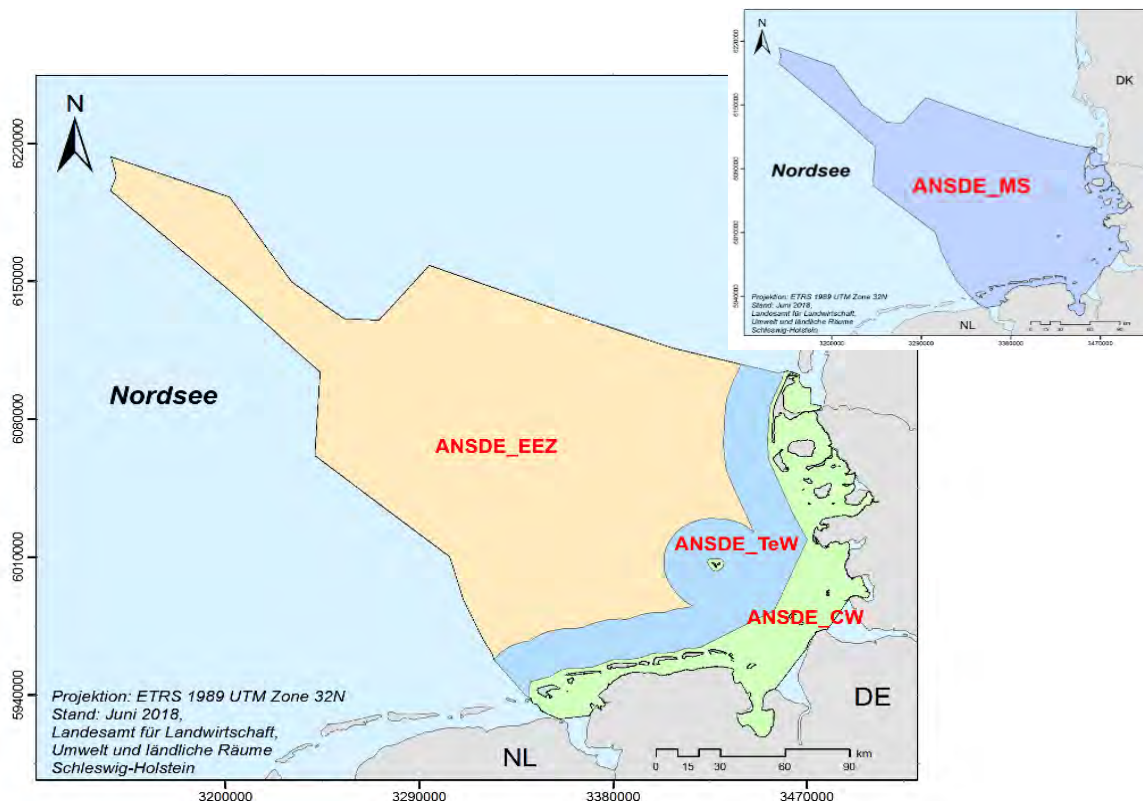 N
6220000
6150000
6080000
6010000
5940000
Nordsee
ANSDE_EEZ
ANSDE_TeW
ANSDE_CW
DE
NL
Projektion: ETRS 1989 UTM Zone 32N
Stand: Juni 2018,
Landesamt für Landwirtschaft,
Umwelt und ländliche Räume
Schleswig-Holstein
0 15 30 60 90
km
3200000 3290000 3380000 3470000
N
DK
Nordsee
ANSDE_MS
NL
Projektion: ETRS 1989 UTM Zone 32N
Stand: Juni 2018,
Landesamt für Landwirtschaft,
Umwelt und ländliche Räume
Schleswig-Holstein
3200000 3290000 3380000 3470000